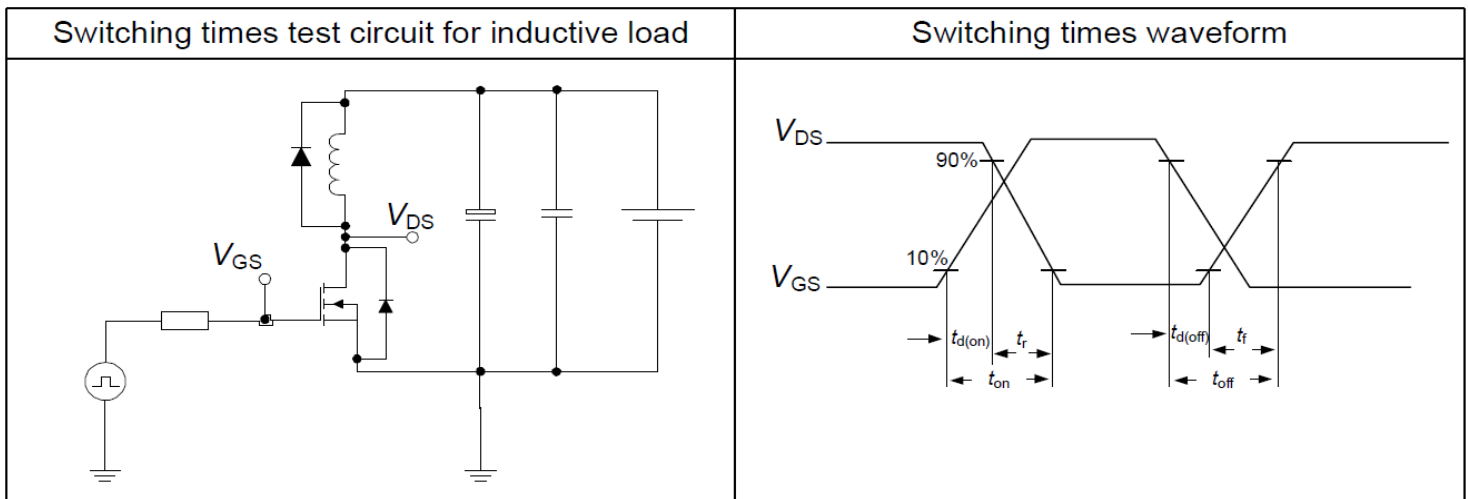 Switching times test circuit for inductive load
Switching times waveform
VDS
VGS
VDS
90%
10%
VGS
td(on)
tr
td(off)
tf
ton
toff